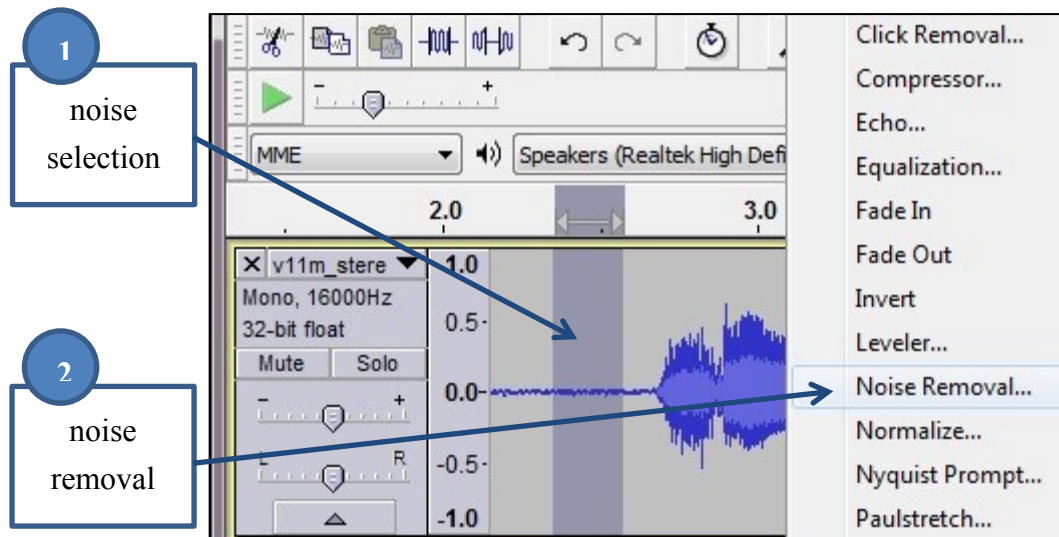 1
noise
selection
MME
Speakers (Realtek High Defi
2.0
3.0
v11m_stere
Mono, 16000Hz
32-bit float
Mute Solo
- +
- +
L R
1.0
0.5
0.0
-0.5
-1.0
2
noise
removal
Click Removal...
Compressor...
Echo...
Equalization...
Fade In
Fade Out
Invert
Leveler...
Noise Removal...
Normalize...
Nyquist Prompt...
Paulstretch...